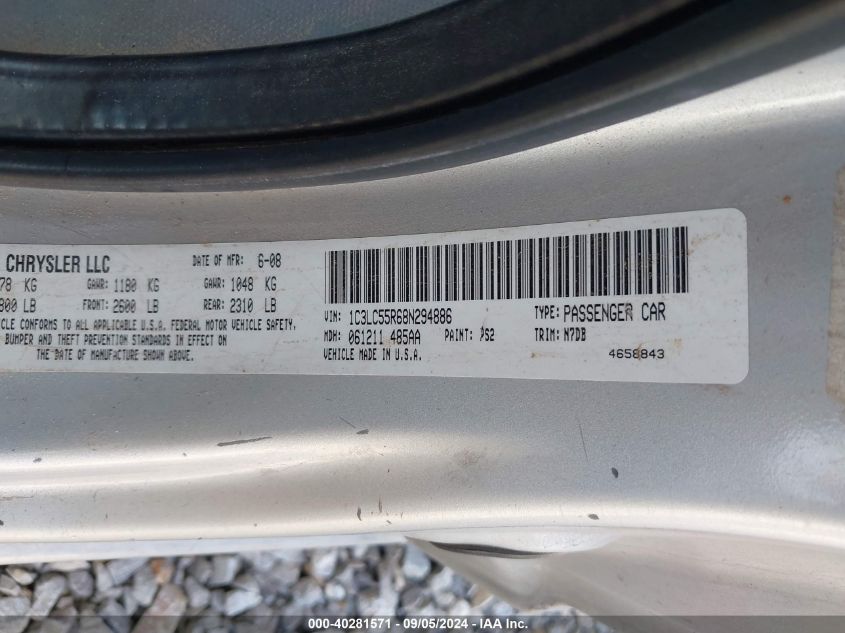 CHRYSLER LLC DATE OF MFR: 6-08
78 KG GAWR: 1180 KG GAWR: 1048 KG
800 LB FRONT: 2600 LB REAR: 2310 LB
CLE CONFORMS TO ALL APPLICABLE U.S.A. FEDERAL MOTOR VEHICLE SAFETY,
BUMPER AND THEFT PREVENTION STANDARDS IN EFFECT ON
THE DATE OF MANUFACTURE SHOWN ABOVE.
VIN: 1C3LC55R68N294886 TYPE: PASSENGER CAR
MDH: 061211 485AA PAINT: PS2 TRIM: N7DB
VEHICLE MADE IN U.S.A. 4658843
000-40281571 - 09/05/2024 - IAA Inc.